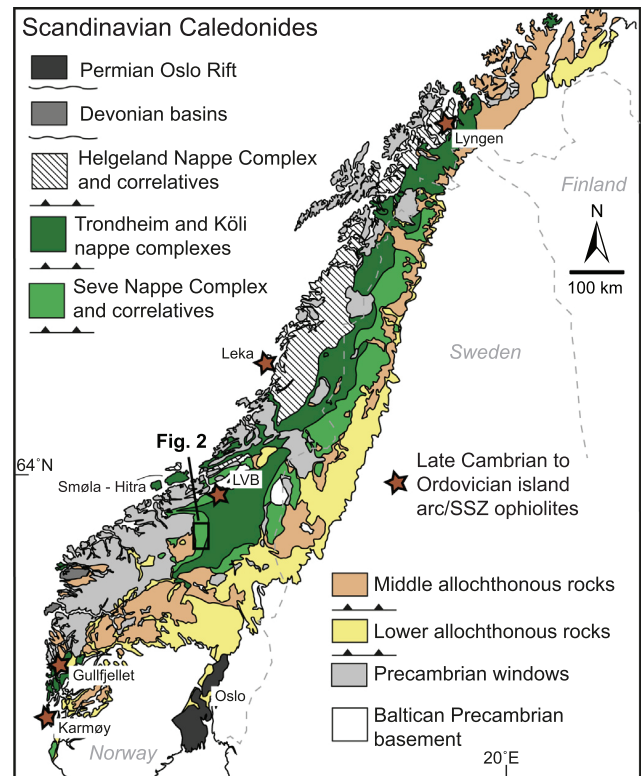 Scandinavian Caledonides
Permian Oslo Rift
Devonian basins
Helgeland Nappe Complex
and correlatives
Trondheim and Köli
nappe complexes
Seve Nappe Complex
and correlatives
Lyngen
Finland
N
100 km
Sweden
Leka
Fig. 2
64°N
Smøla - Hitra
LVB
Late Cambrian to
Ordovician island
arc/SSZ ophiolites
Middle allochthonous rocks
Lower allochthonous rocks
Precambrian windows
Baltican Precambrian
basement
Gullfjellet
Oslo
Karmøy
Norway
20°E